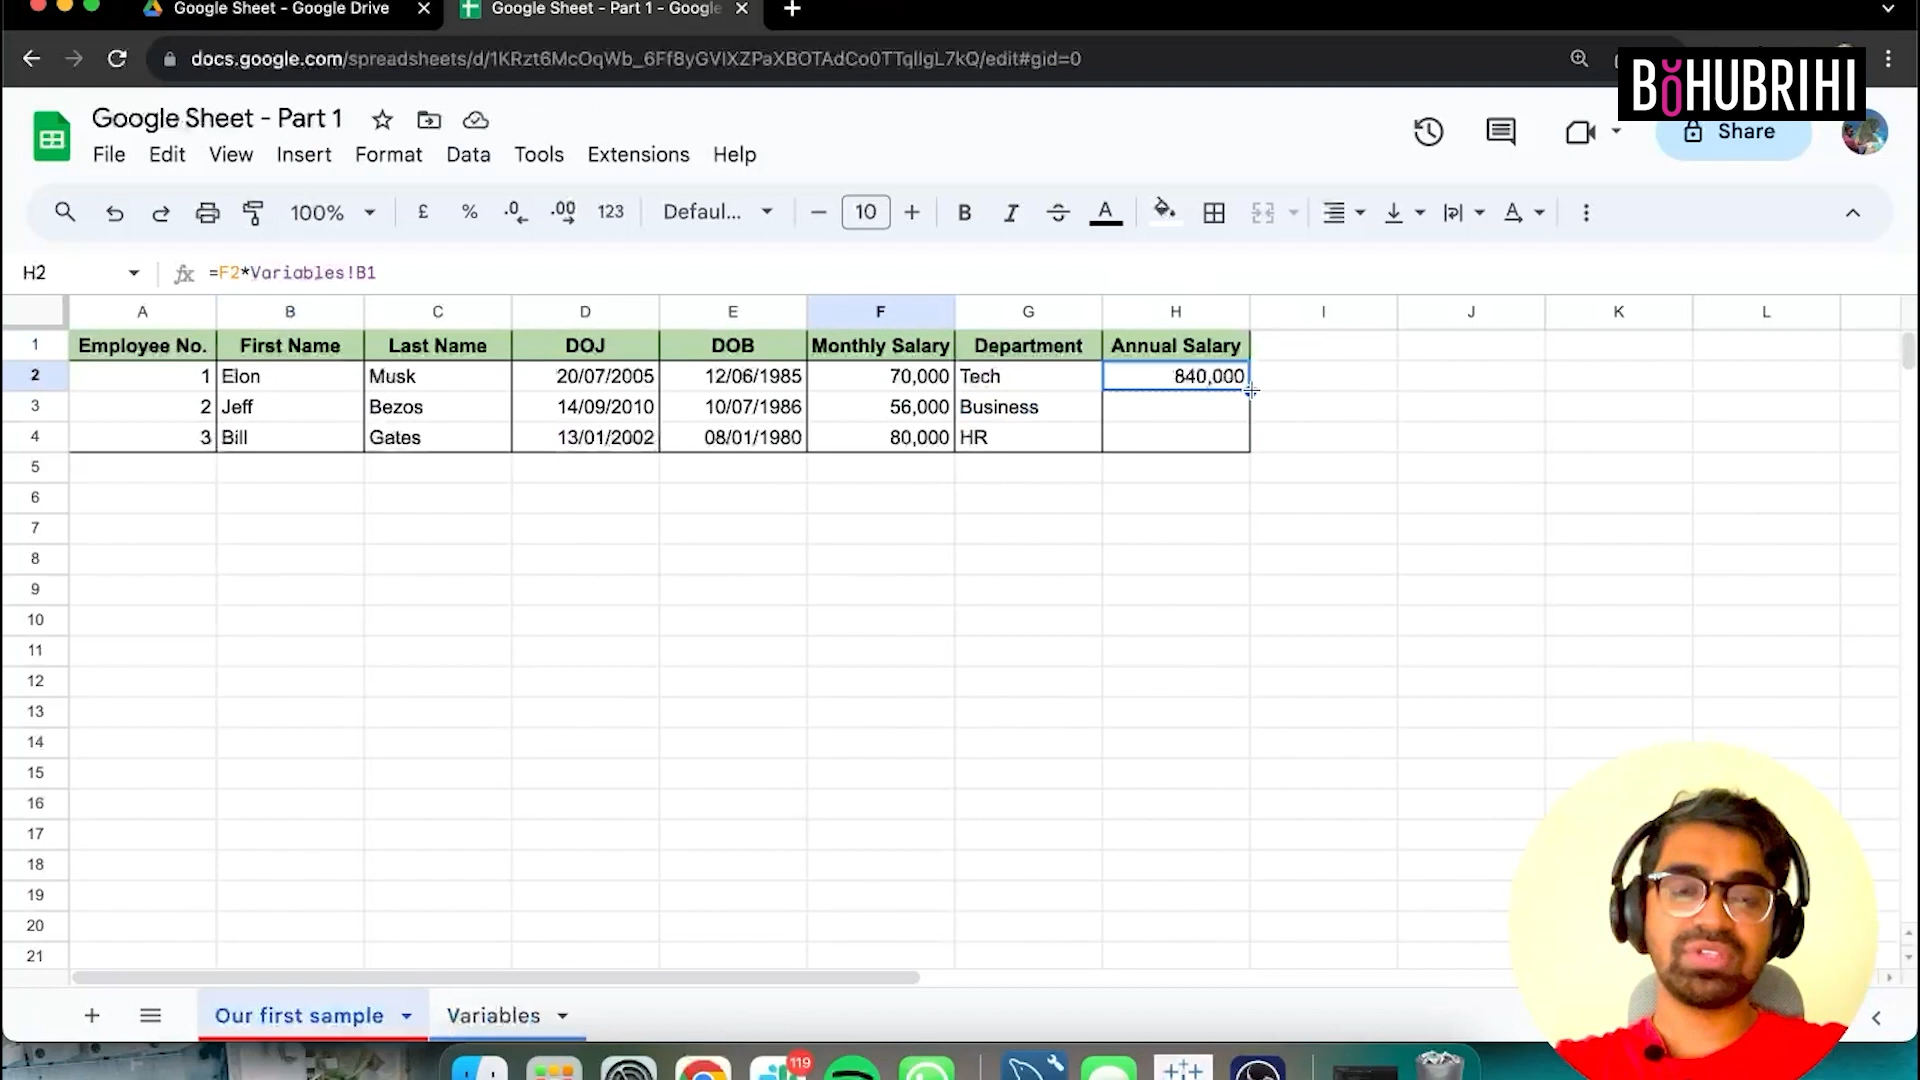 Google Sheet - Google Drive
Google Sheet - Part 1 - Google
docs.google.com/spreadsheets/d/1KRzt6McOqWb_6Ff8yGVIXZPaXBOTAdCo0TTqllgL7kQ/edit#gid=0
BOHUBRIHI
Google Sheet - Part 1
File Edit View Insert Format Data Tools Extensions Help
Share
100% £ % .0 .00 123 Defaul... 10 B I A A
H2 fx =F2*Variables!B1
A B C D E F G H I J K L
1 Employee No. First Name Last Name DOJ DOB Monthly Salary Department Annual Salary
2 1 Elon Musk 20/07/2005 12/06/1985 70,000 Tech 840,000
3 2 Jeff Bezos 14/09/2010 10/07/1986 56,000 Business
4 3 Bill Gates 13/01/2002 08/01/1980 80,000 HR
5
6
7
8
9
10
11
12
13
14
15
16
17
18
19
20
21
Our first sample Variables
119